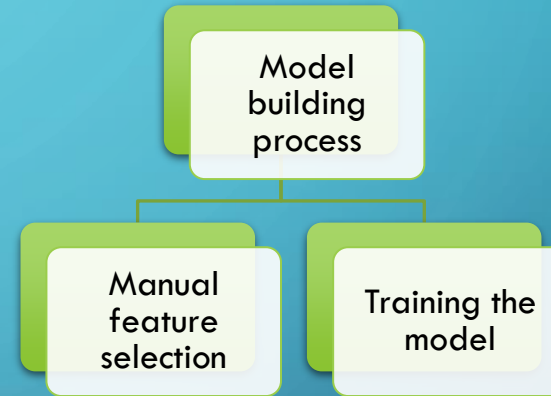 Model
building
process
Manual
feature
selection
Training the
model